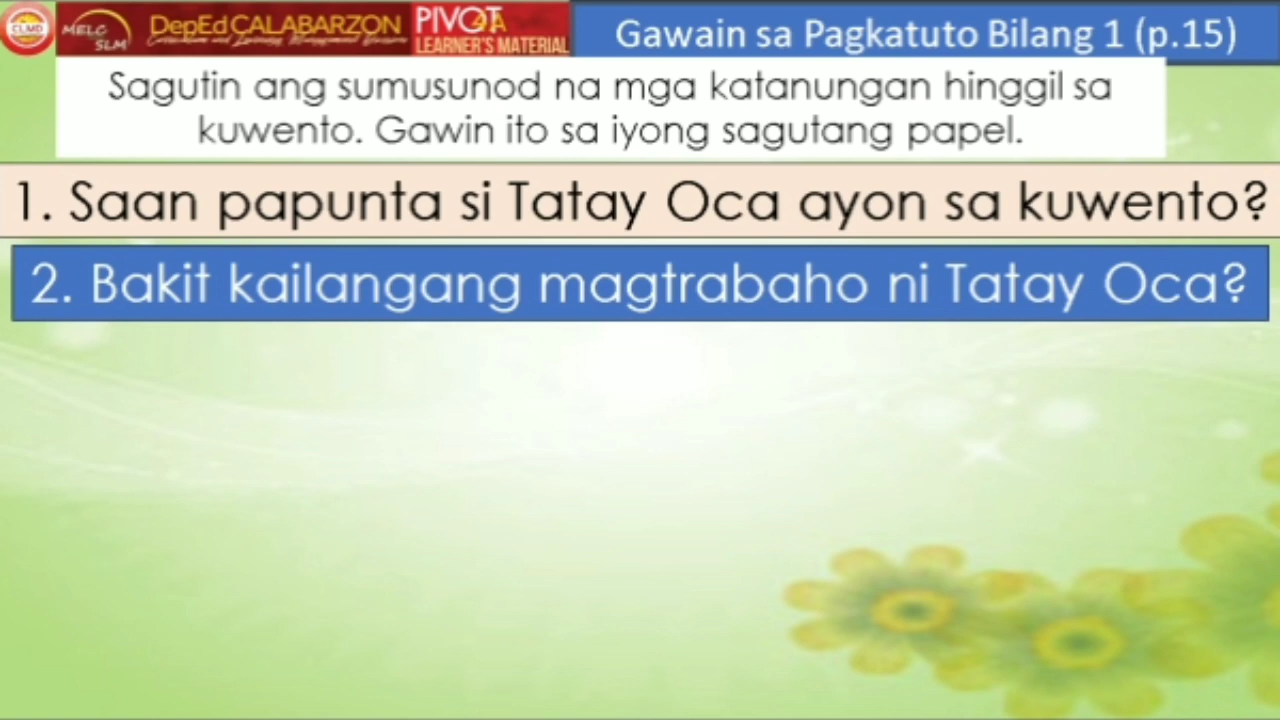 CLMD
MELC
SLM
DepEd CALABARZON
PIVOT 4A
LEARNER'S MATERIAL
Gawain sa Pagkatuto Bilang 1 (p.15)
Sagutin ang sumusunod na mga katanungan hinggil sa
kuwento. Gawin ito sa iyong sagutang papel.
1. Saan papunta si Tatay Oca ayon sa kuwento?
2. Bakit kailangang magtrabaho ni Tatay Oca?